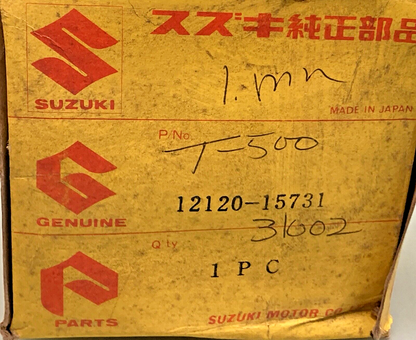 スズキ純正部品
SUZUKI
1.mm
MADE IN JAPAN
P/No.
T-500
12120-15731
GENUINE
31002
Q'ty
1 PC
PARTS
SUZUKI MOTOR CO